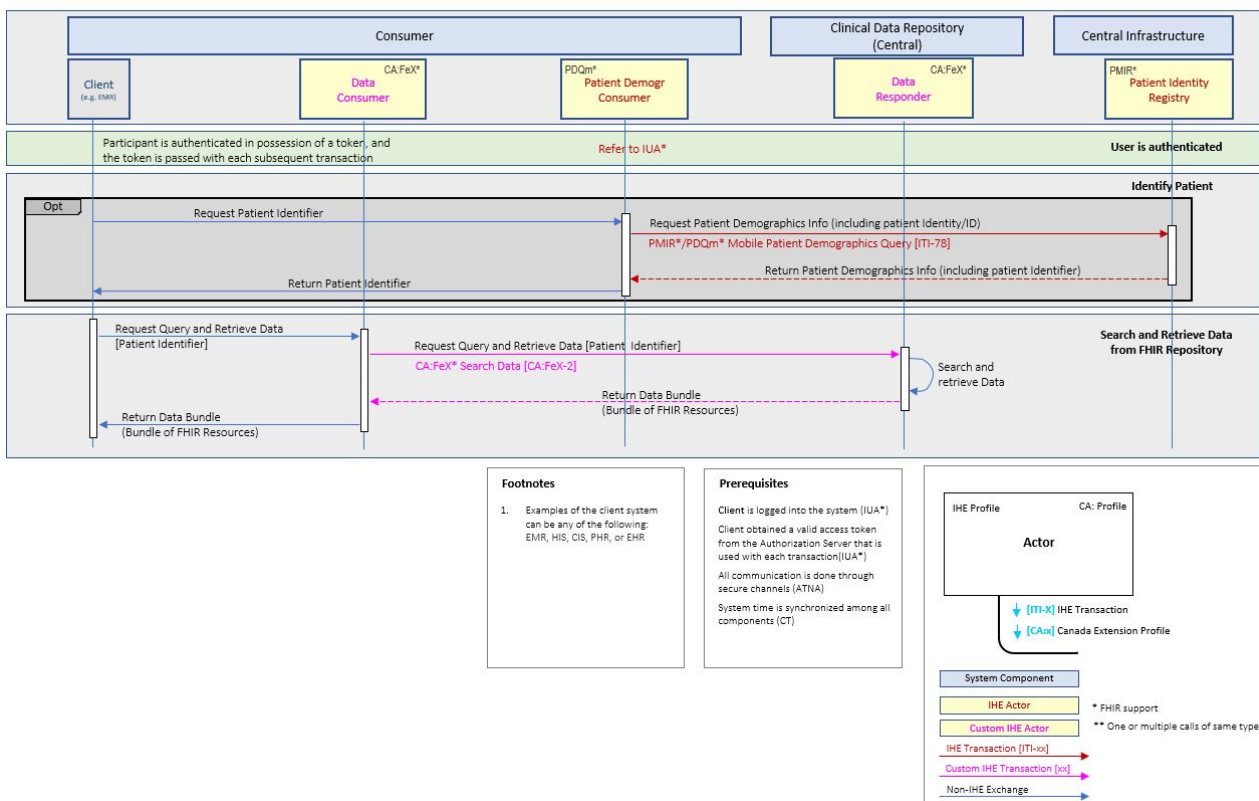 Consumer
Clinical Data Repository
(Central)
Central Infrastructure
Client
(e.g. EMR)
CA:FeX*
Data
Consumer
PDQm*
Patient Demogr
Consumer
CA:FeX*
Data
Responder
PMIR*
Patient Identity
Registry
Participant is authenticated in possession of a token, and
the token is passed with each subsequent transaction
Refer to IUA*
User is authenticated
Identify Patient
Opt
Request Patient Identifier
Request Patient Demographics Info (including patient Identity/ID)
PMIR*/PDQm* Mobile Patient Demographics Query [ITI-78]
Return Patient Demographics Info (including patient Identifier)
Return Patient Identifier
Search and Retrieve Data
from FHIR Repository
Request Query and Retrieve Data
[Patient Identifier]
Request Query and Retrieve Data [Patient Identifier]
CA:FeX* Search Data [CA:FeX-2]
Search and
retrieve Data
Return Data Bundle
(Bundle of FHIR Resources)
Return Data Bundle
(Bundle of FHIR Resources)
Footnotes
1. Examples of the client system
can be any of the following:
EMR, HIS, CIS, PHR, or EHR
Prerequisites
Client is logged into the system (IUA*)
Client obtained a valid access token
from the Authorization Server that is
used with each transaction(IUA*)
All communication is done through
secure channels (ATNA)
System time is synchronized among all
components (CT)
IHE Profile
CA: Profile
Actor
[ITI-X] IHE Transaction
[CA:x] Canada Extension Profile
System Component
IHE Actor
* FHIR support
Custom IHE Actor
** One or multiple calls of same type
IHE Transaction [ITI-xx]
Custom IHE Transaction [xx]
Non-IHE Exchange